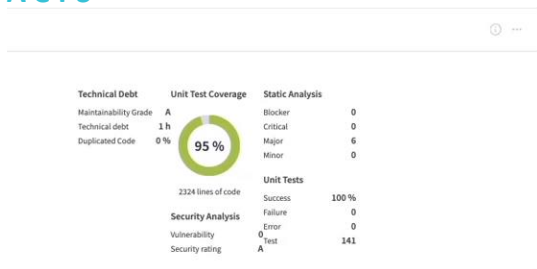 Technical Debt
Maintainability Grade A
Technical debt 1 h
Duplicated Code 0 %
Unit Test Coverage
95 %
2324 lines of code
Security Analysis
Vulnerability 0
Security rating A
Static Analysis
Blocker 0
Critical 0
Major 6
Minor 0
Unit Tests
Success 100 %
Failure 0
Error 0
Test 141